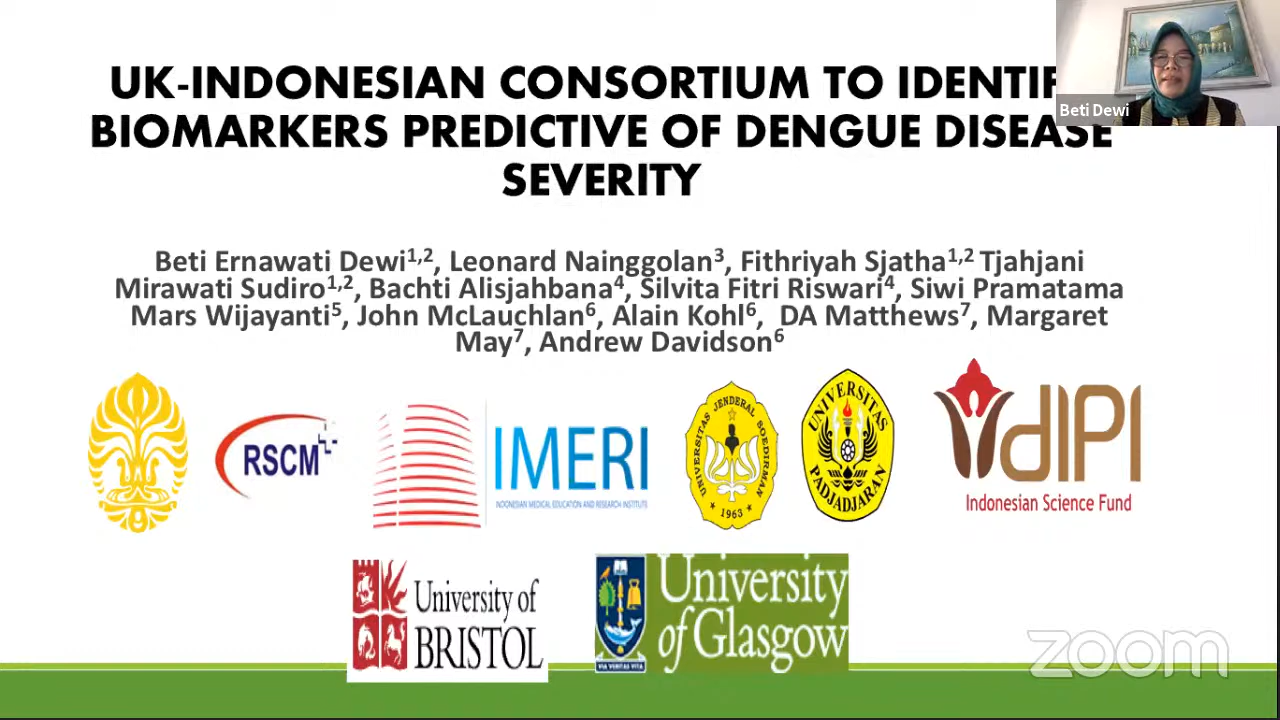 UK-INDONESIAN CONSORTIUM TO IDENTIF
BIOMARKERS PREDICTIVE OF DENGUE DISEASE
SEVERITY
Beti Dewi
Beti Ernawati Dewi1,2, Leonard Nainggolan3, Fithriyah Sjatha1,2 Tjahjani
Mirawati Sudiro1,2, Bachti Alisjahbana4, Silvita Fitri Riswari4, Siwi Pramatama
Mars Wijayanti5, John McLauchlan6, Alain Kohl6, DA Matthews7, Margaret
May7, Andrew Davidson6
RSCM
IMERI
INDONESIAN MEDICAL EDUCATION AND RESEARCH INSTITUTE
UNIVERSITAS JENDERAL SOEDIRMAN
1963
UNIVERSITAS
PADJADJARAN
dIPI
Indonesian Science Fund
University of
BRISTOL
University
of Glasgow
VIA VERITAS VITA
zoom